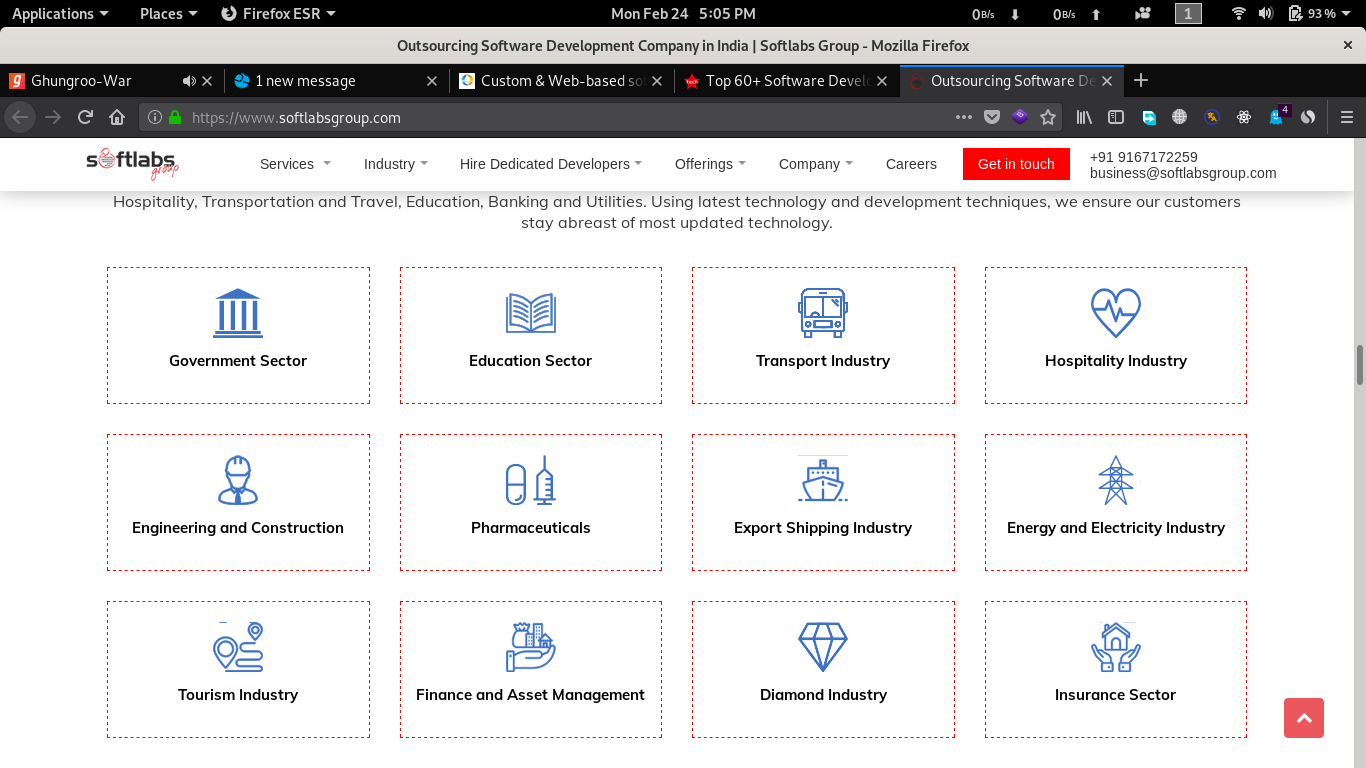 Applications Places Firefox ESR Mon Feb 24 5:05 PM 0B/s 0B/s 1 93 %
Outsourcing Software Development Company in India | Softlabs Group - Mozilla Firefox
Ghungroo-War 1 new message Custom & Web-based so Top 60+ Software Devel Outsourcing Software De
https://www.softlabsgroup.com 4
softlabs group Services Industry Hire Dedicated Developers Offerings Company Careers Get in touch +91 9167172259
business@softlabsgroup.com
Hospitality, Transportation and Travel, Education, Banking and Utilities. Using latest technology and development techniques, we ensure our customers
stay abreast of most updated technology.
Government Sector Education Sector Transport Industry Hospitality Industry
Engineering and Construction Pharmaceuticals Export Shipping Industry Energy and Electricity Industry
Tourism Industry Finance and Asset Management Diamond Industry Insurance Sector